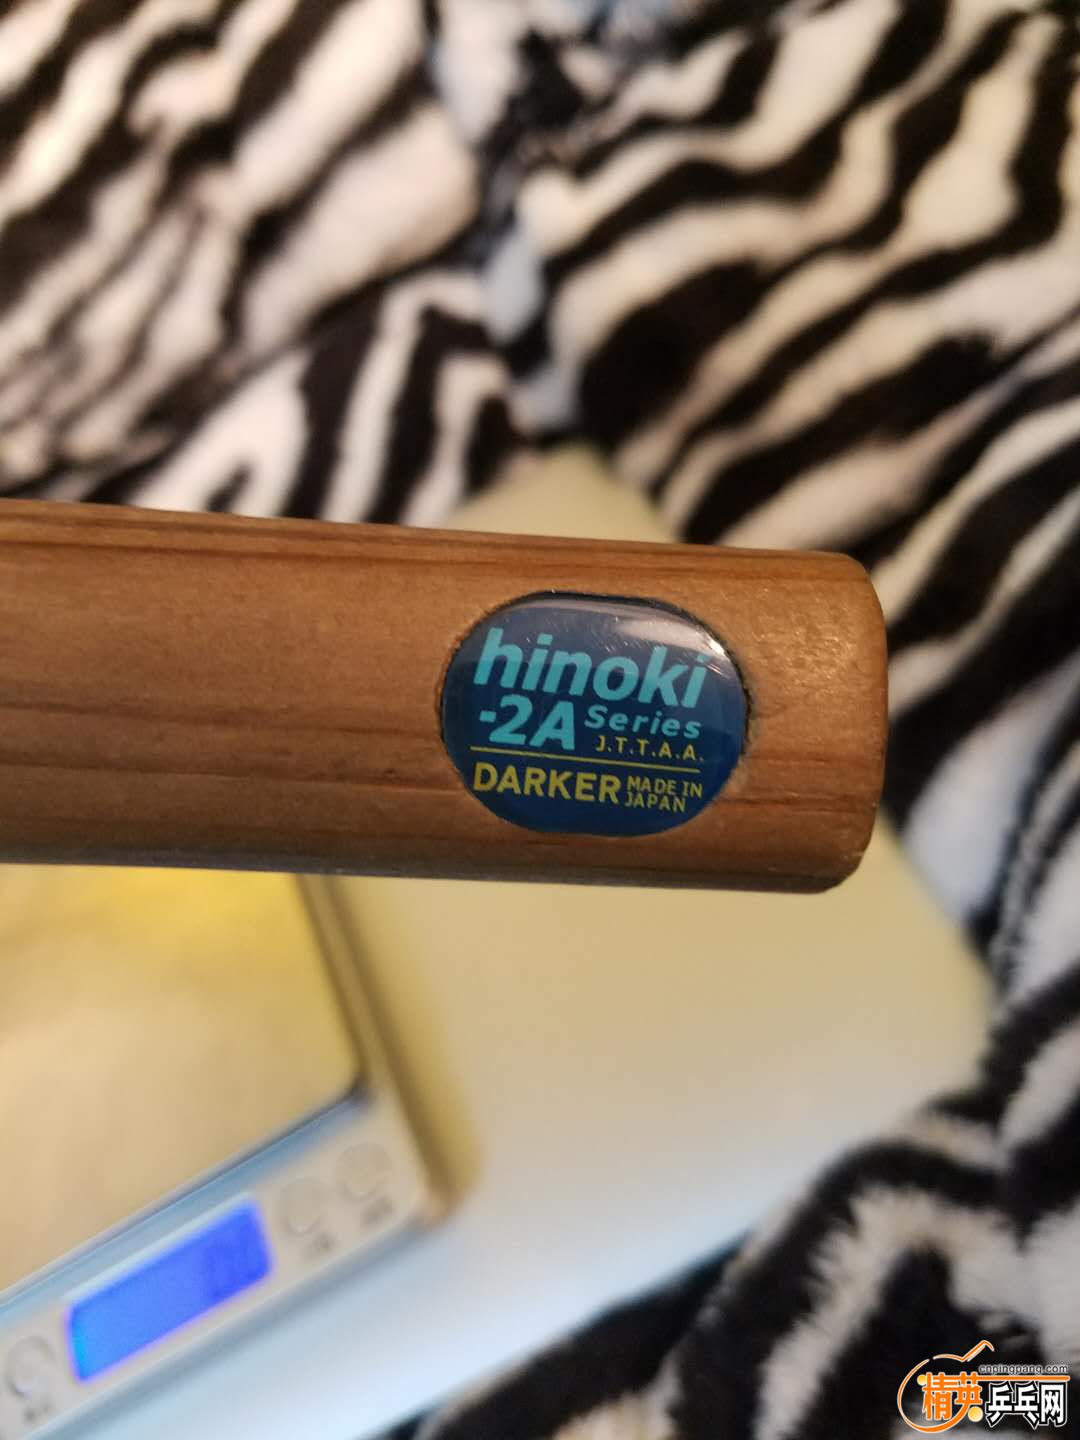 hinoki
-2A Series
J.T.T.A.A.
DARKER MADE IN
JAPAN
cnpingpang.com
精英乒乓网